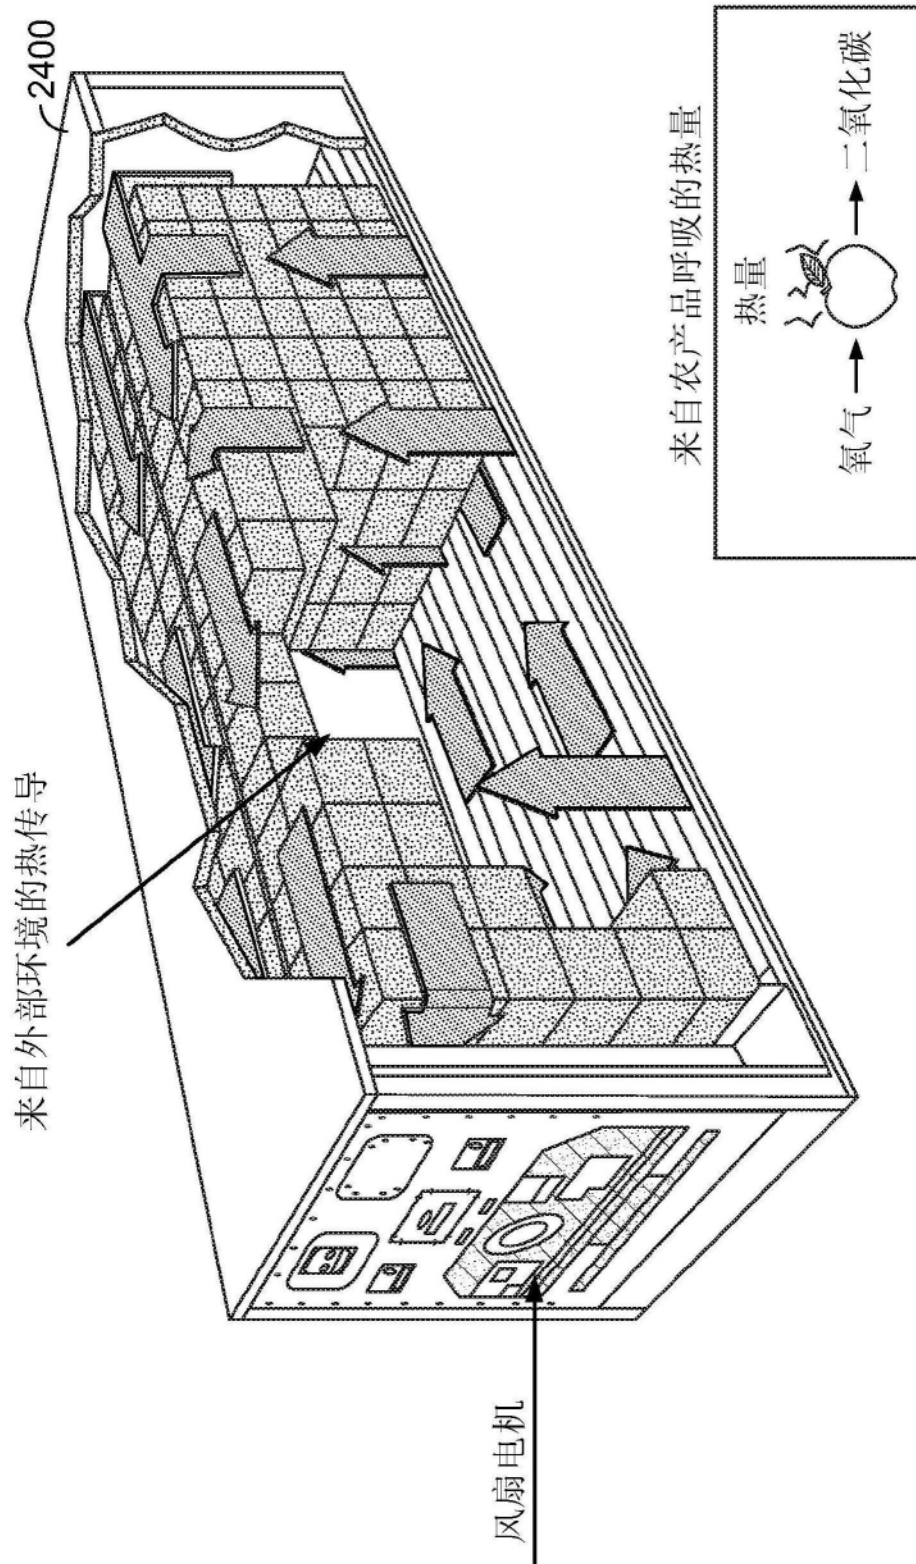 2400
来自外部环境的热传导
风扇电机
来自农产品呼吸的热量
热量
氧气
二氧化碳